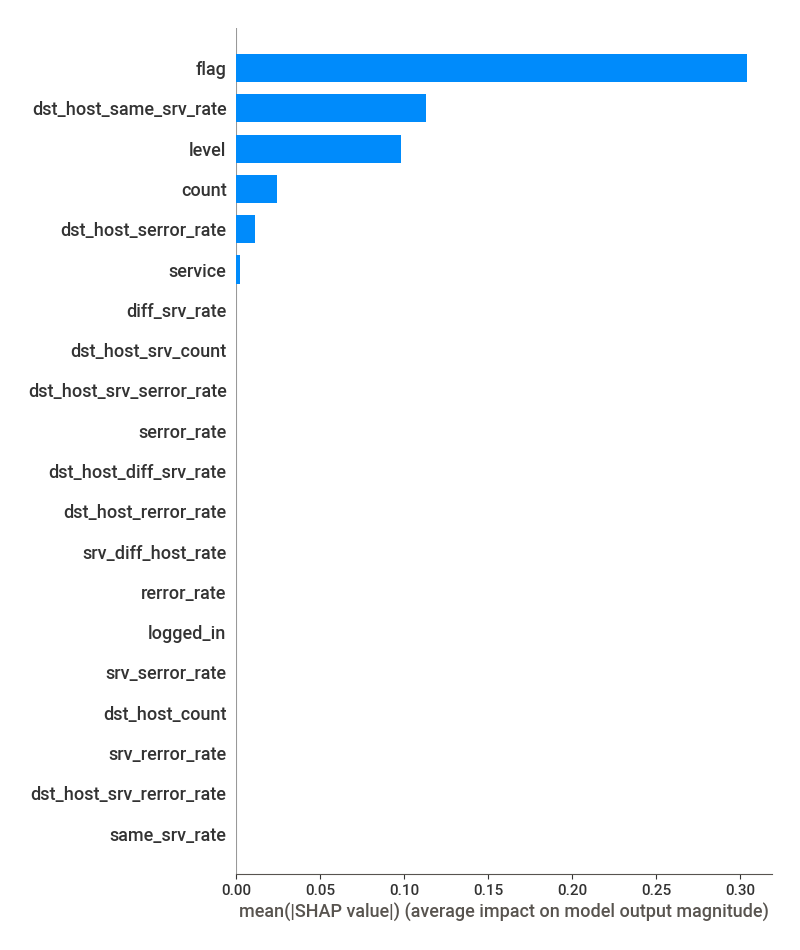 flag
dst_host_same_srv_rate
level
count
dst_host_serror_rate
service
diff_srv_rate
dst_host_srv_count
dst_host_srv_serror_rate
serror_rate
dst_host_diff_srv_rate
dst_host_rerror_rate
srv_diff_host_rate
rerror_rate
logged_in
srv_serror_rate
dst_host_count
srv_rerror_rate
dst_host_srv_rerror_rate
same_srv_rate
0.00 0.05 0.10 0.15 0.20 0.25 0.30
mean(|SHAP value|) (average impact on model output magnitude)